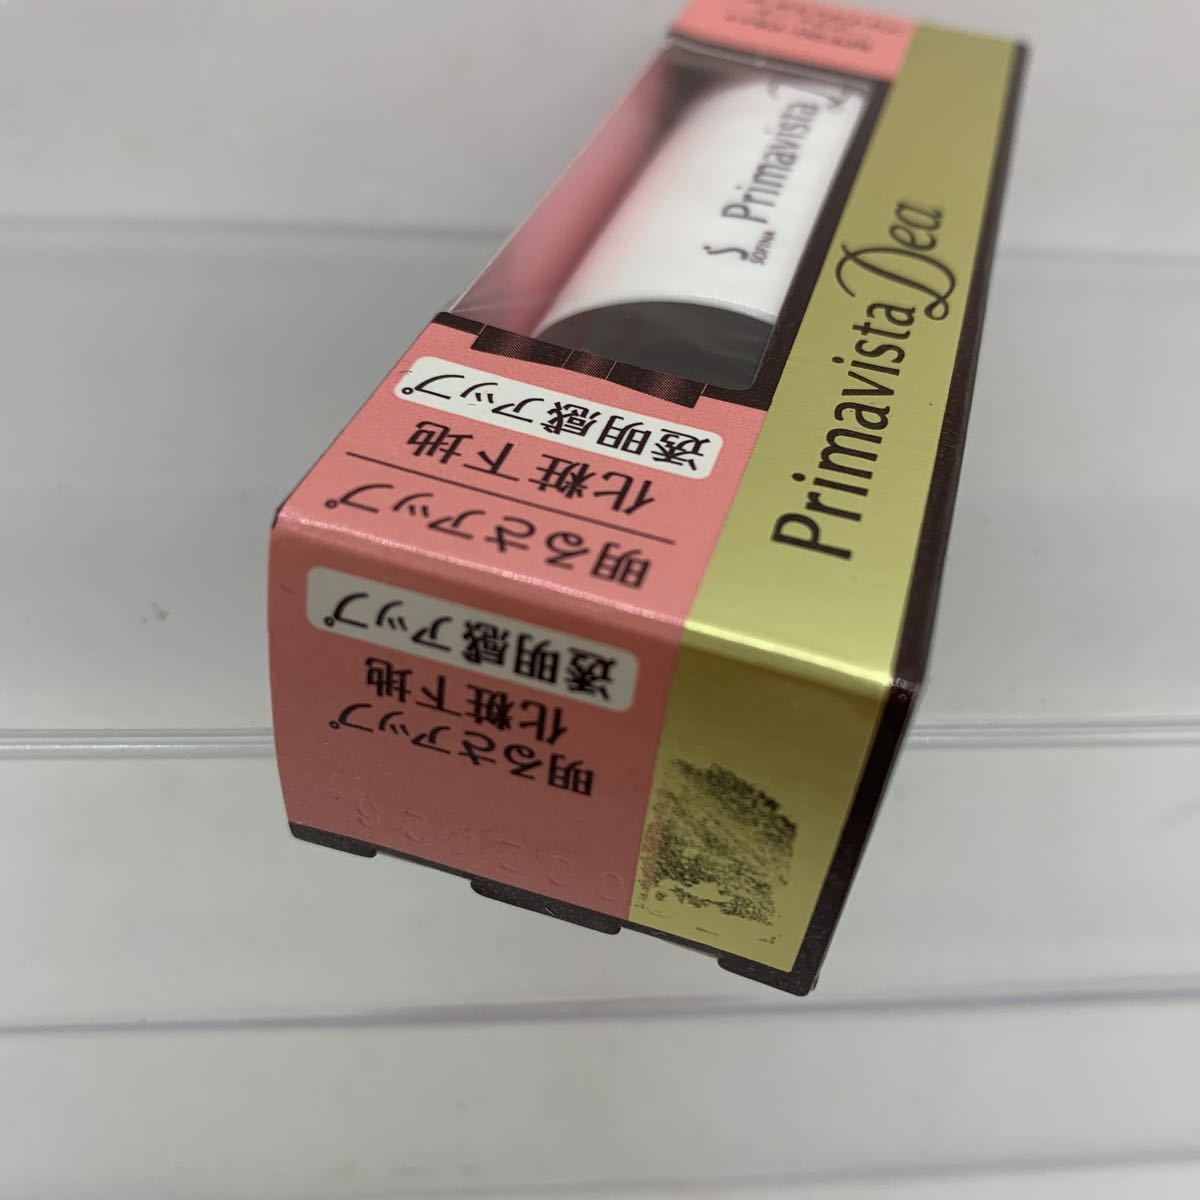 Primavista Dea
SOFINA
Primavista
明るさアップ
化粧下地
透明感アップ
明るさアップ
化粧下地
透明感アップ